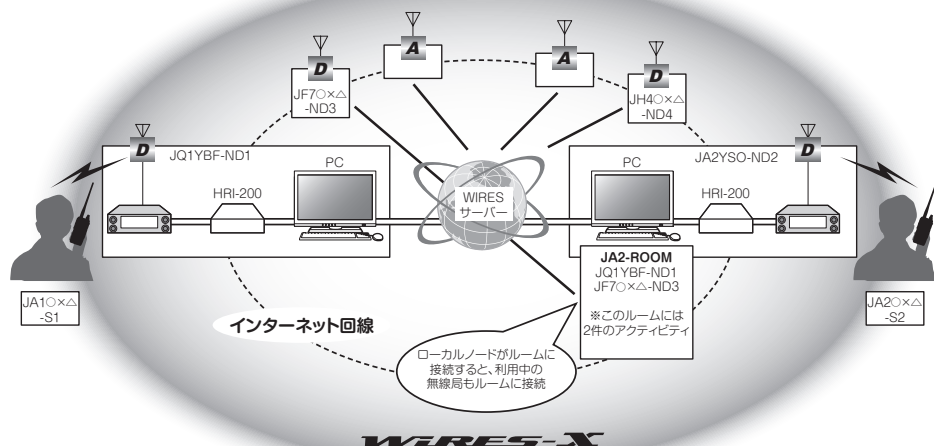 A
A
D
JF7○×△
-ND3
D
JH4○×△
-ND4
D
JQ1YBF-ND1
PC
HRI-200
WIRES
サーバー
PC
JA2YSO-ND2
D
HRI-200
JA1○×△
-S1
JA2○×△
-S2
JA2-ROOM
JQ1YBF-ND1
JF7○×△-ND3
※このルームには
2件のアクティビティ
インターネット回線
ローカルノードがルームに
接続すると、利用中の
無線局もルームに接続
WiRES-X